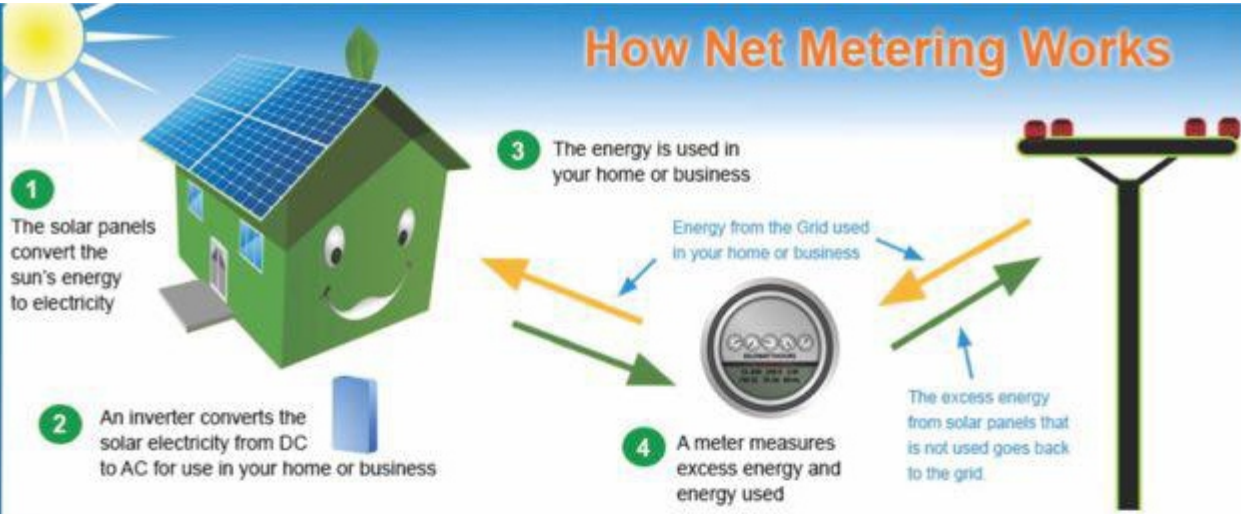 How Net Metering Works
1
The solar panels
convert the
sun's energy
to electricity
2
An inverter converts the
solar electricity from DC
to AC for use in your home or business
3
The energy is used in
your home or business
Energy from the Grid used
in your home or business
4
A meter measures
excess energy and
energy used
The excess energy
from solar panels that
is not used goes back
to the grid.